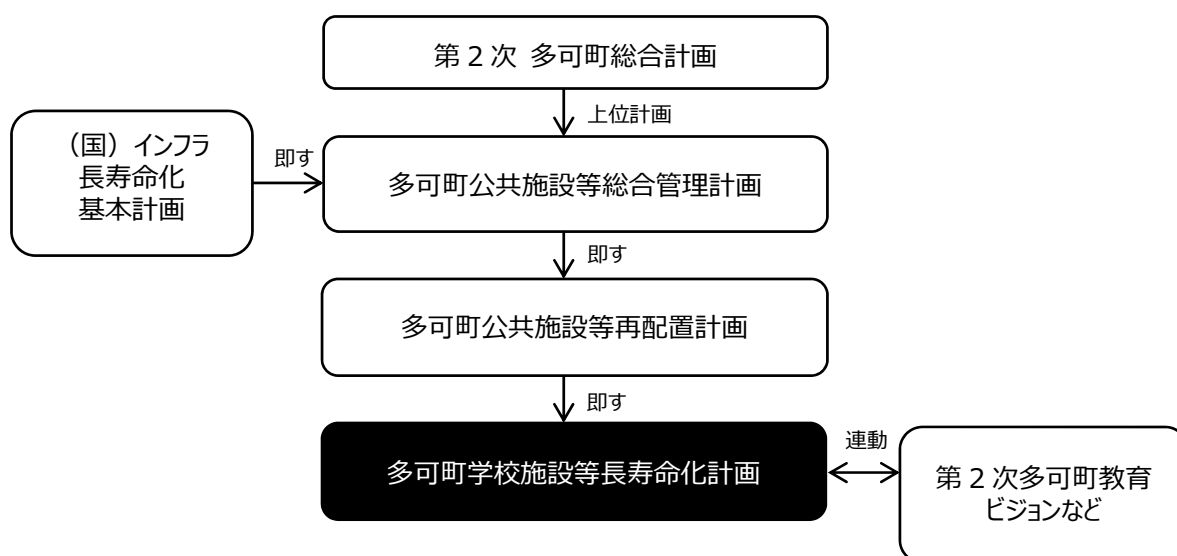 第２次 多可町総合計画
上位計画
（国）インフラ
長寿命化
基本計画
即す
多可町公共施設等総合管理計画
即す
多可町公共施設等再配置計画
即す
多可町学校施設等長寿命化計画
連動
第２次多可町教育
ビジョンなど